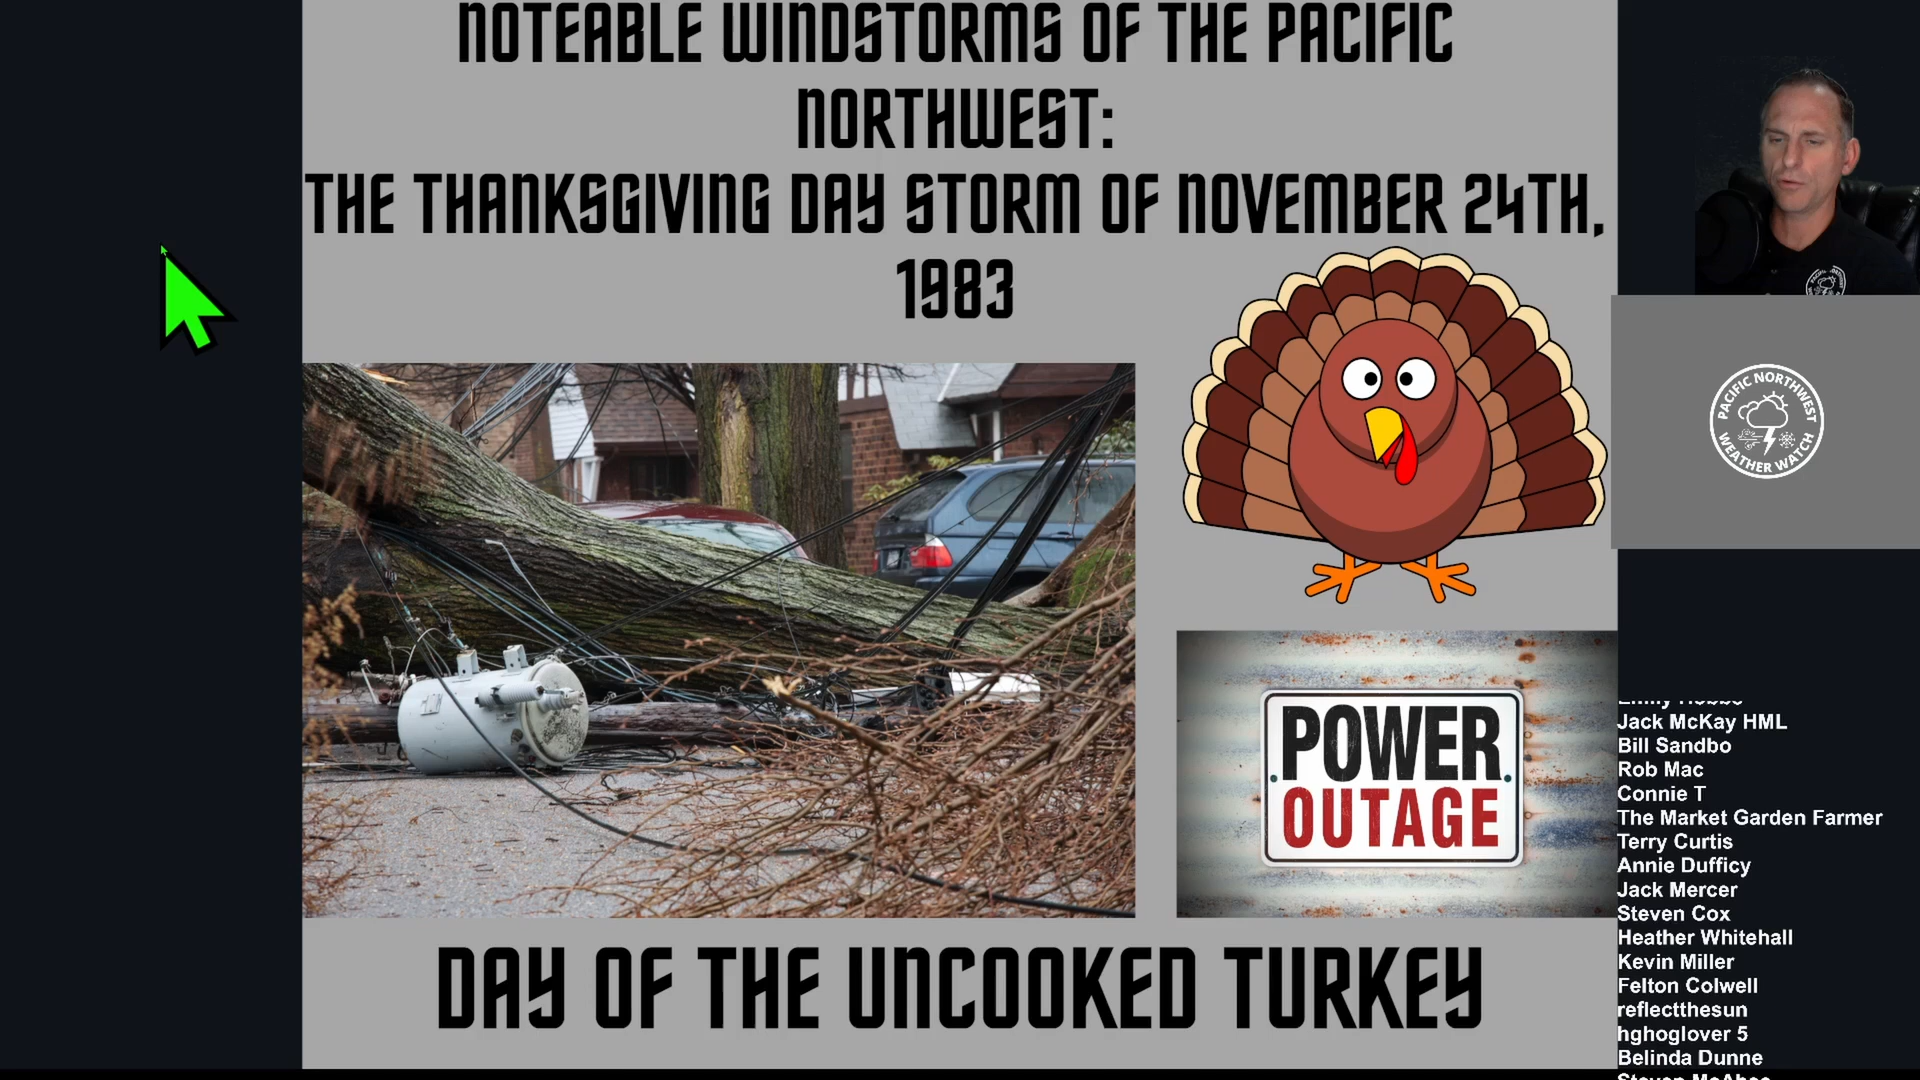 NOTEABLE WINDSTORMS OF THE PACIFIC
NORTHWEST:
THE THANKSGIVING DAY STORM OF NOVEMBER 24TH,
1983
PACIFIC NORTHWEST
WEATHER WATCH
POWER
OUTAGE
DAY OF THE UNCOOKED TURKEY
Jack McKay HML
Bill Sandbo
Rob Mac
Connie T
The Market Garden Farmer
Terry Curtis
Annie Dufficy
Jack Mercer
Steven Cox
Heather Whitehall
Kevin Miller
Felton Colwell
reflectthesun
hghoglover 5
Belinda Dunne